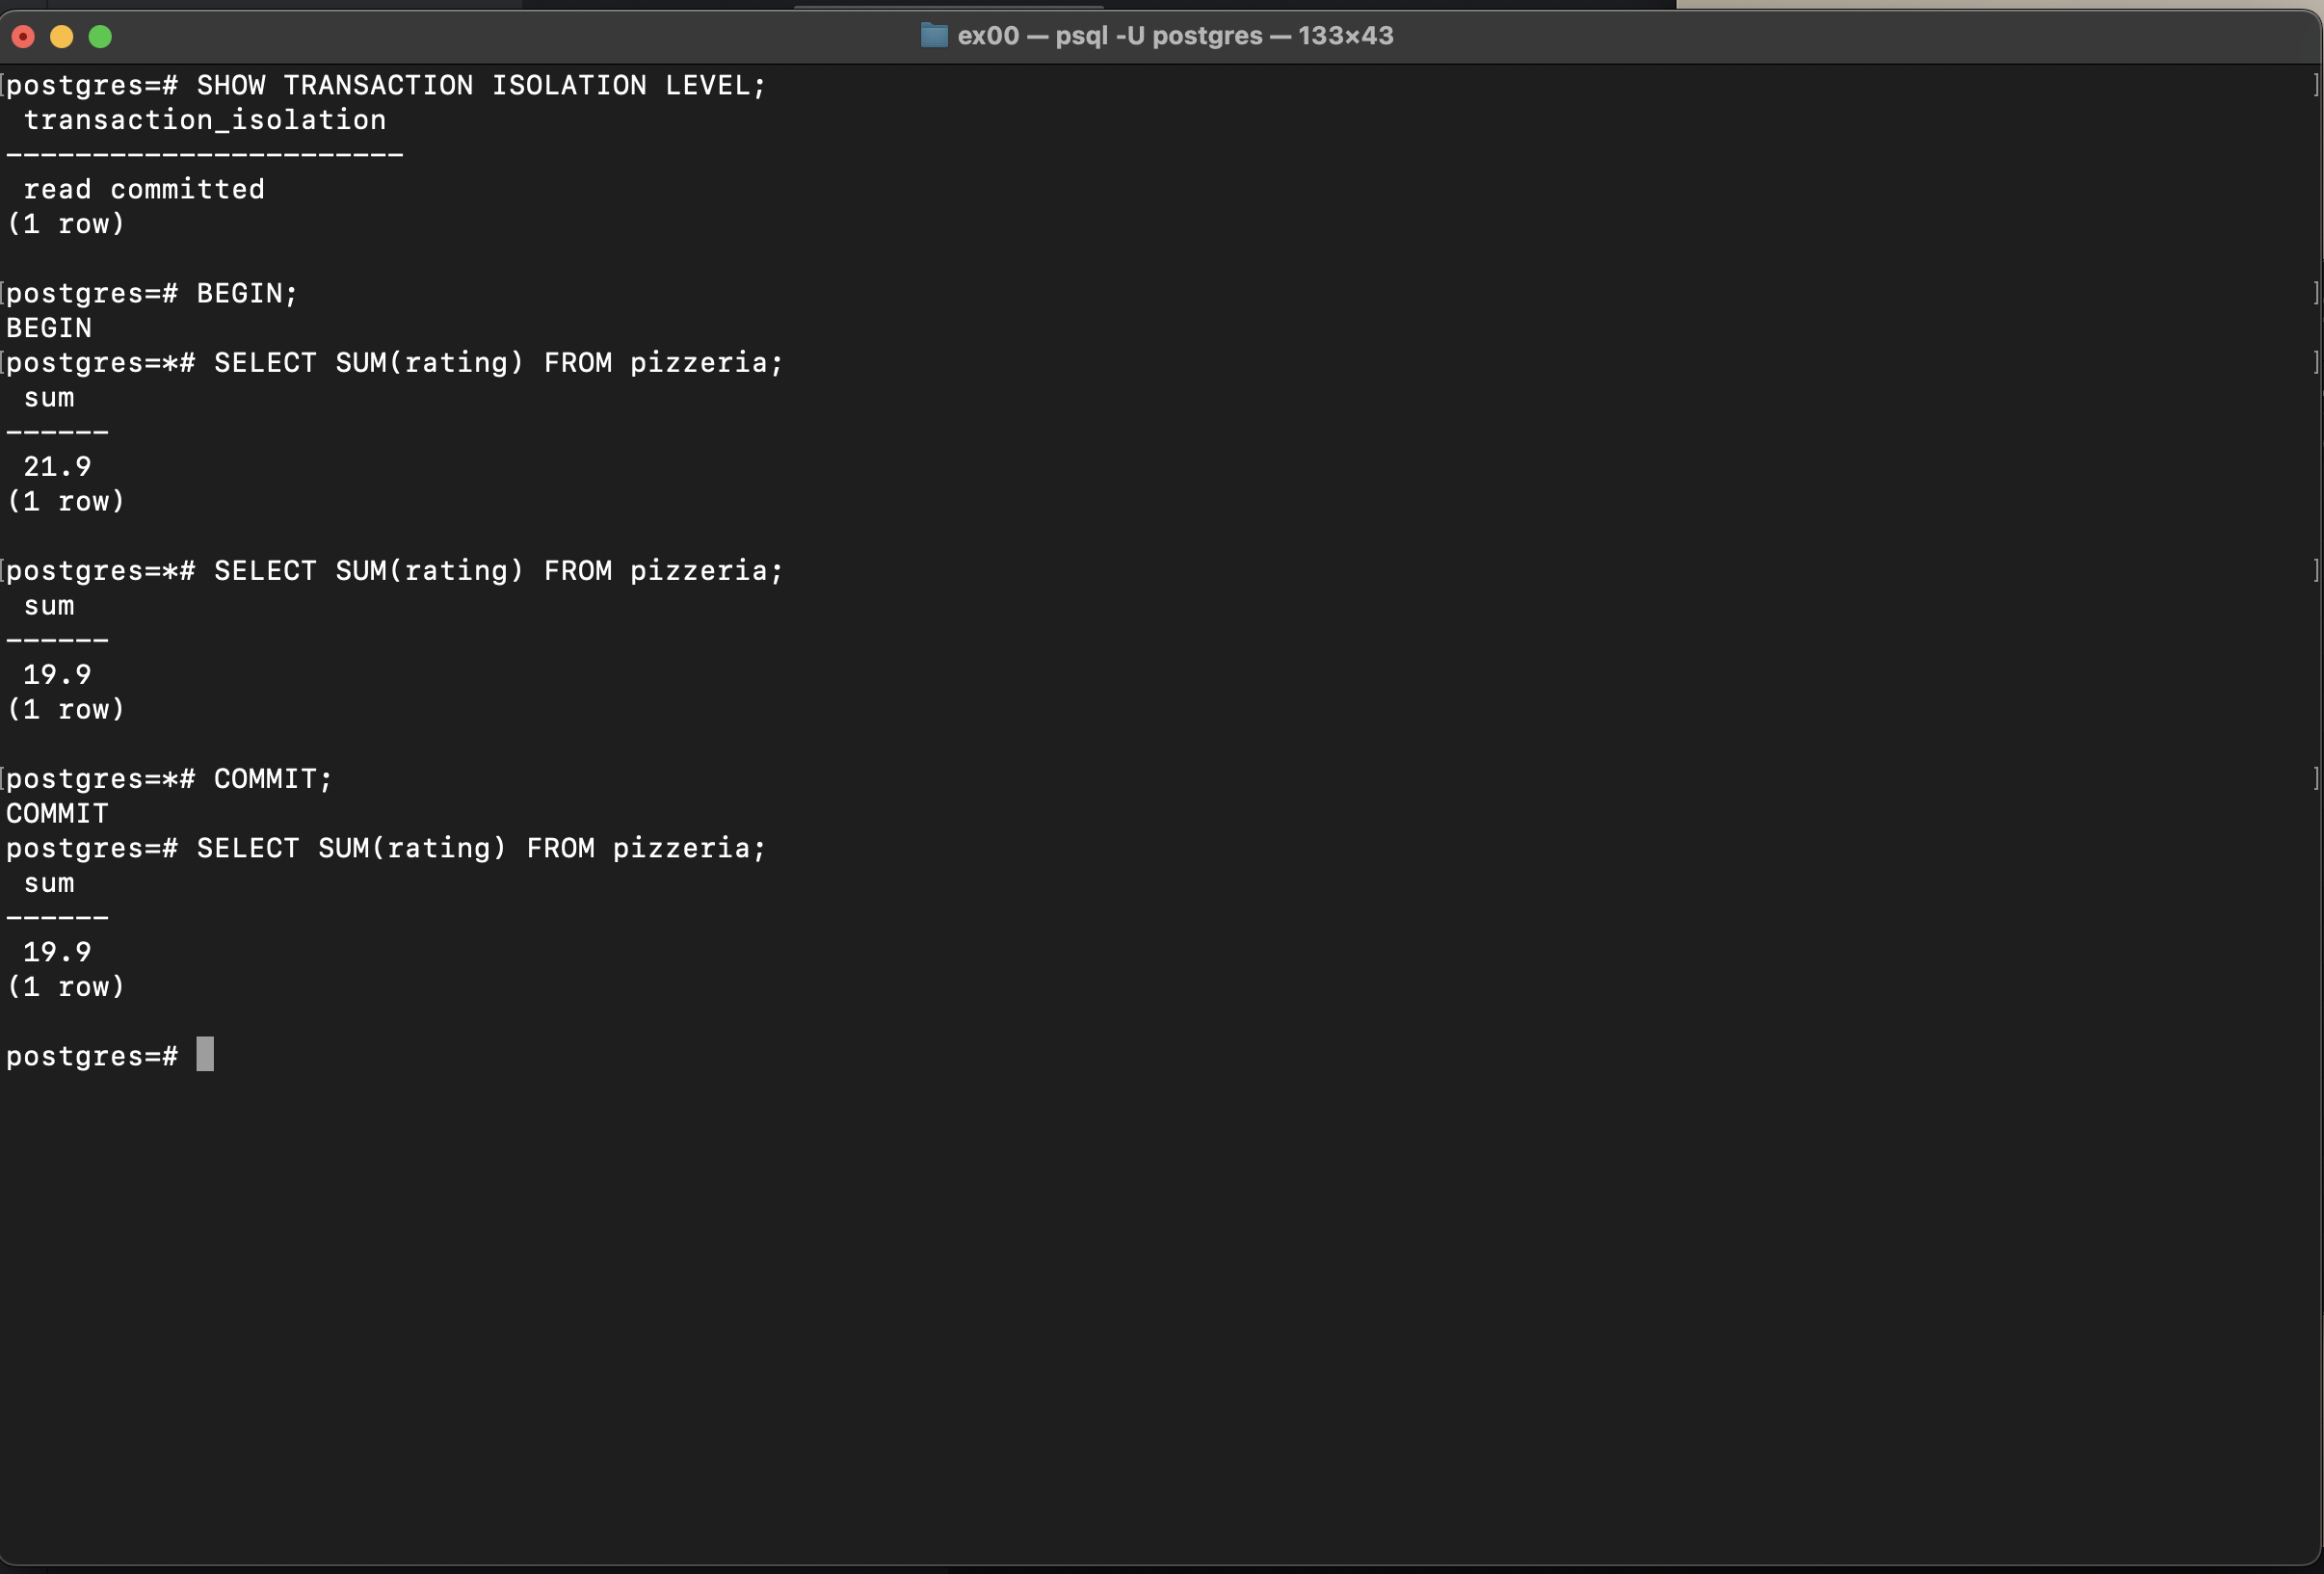 ex00 — psql -U postgres — 133×43
postgres=# SHOW TRANSACTION ISOLATION LEVEL;
 transaction_isolation
-----------------------
 read committed
(1 row)

postgres=# BEGIN;
BEGIN
postgres=*# SELECT SUM(rating) FROM pizzeria;
 sum
------
 21.9
(1 row)

postgres=*# SELECT SUM(rating) FROM pizzeria;
 sum
------
 19.9
(1 row)

postgres=*# COMMIT;
COMMIT
postgres=# SELECT SUM(rating) FROM pizzeria;
 sum
------
 19.9
(1 row)

postgres=#